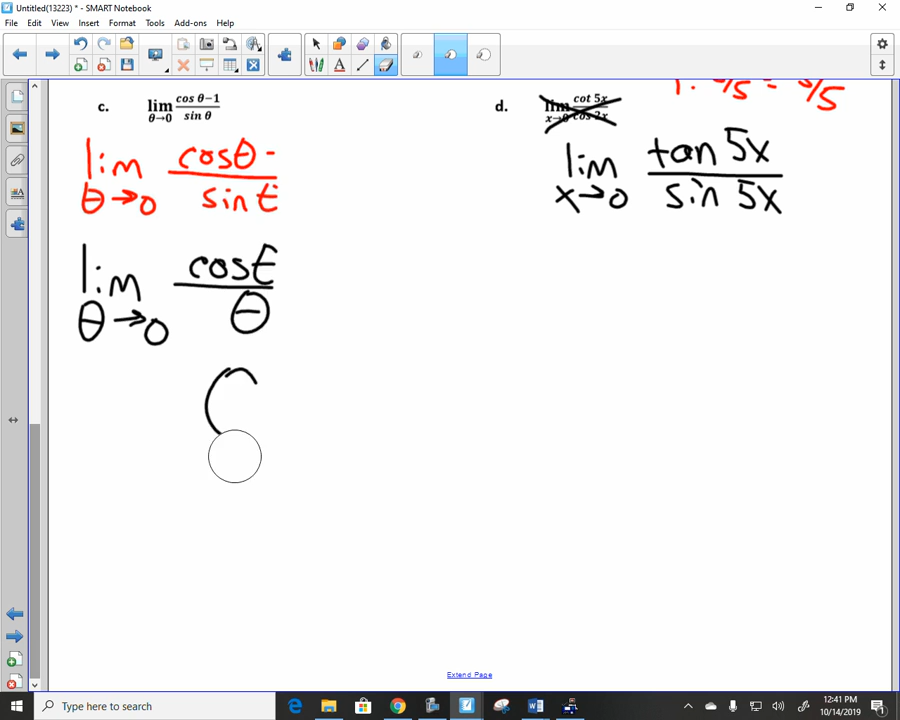 Untitled(13223) * - SMART Notebook
File Edit View Insert Format Tools Add-ons Help
c. lim θ→0 cos θ−1 / sin θ
d. lim x→0 cot 5x / cos 2x
lim cosθ -
θ→0 sin t
lim cost
θ→0 θ
lim tan 5x
x→0 sin 5x
Extend Page
Type here to search
12:41 PM
10/14/2019